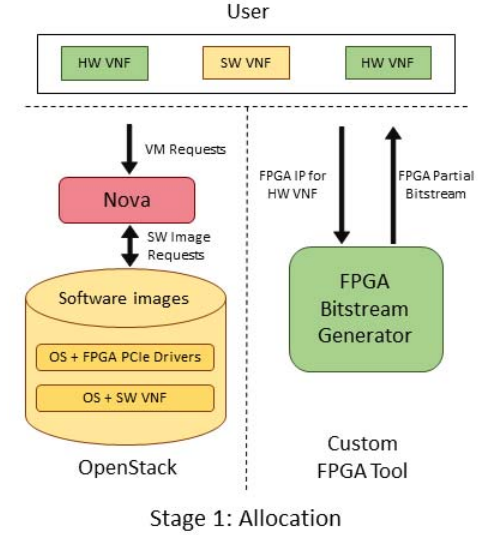 User
HW VNF
SW VNF
HW VNF
VM Requests
Nova
SW Image
Requests
Software images
OS + FPGA PCIe Drivers
OS + SW VNF
OpenStack
FPGA IP for
HW VNF
FPGA Partial
Bitstream
FPGA
Bitstream
Generator
Custom
FPGA Tool
Stage 1: Allocation